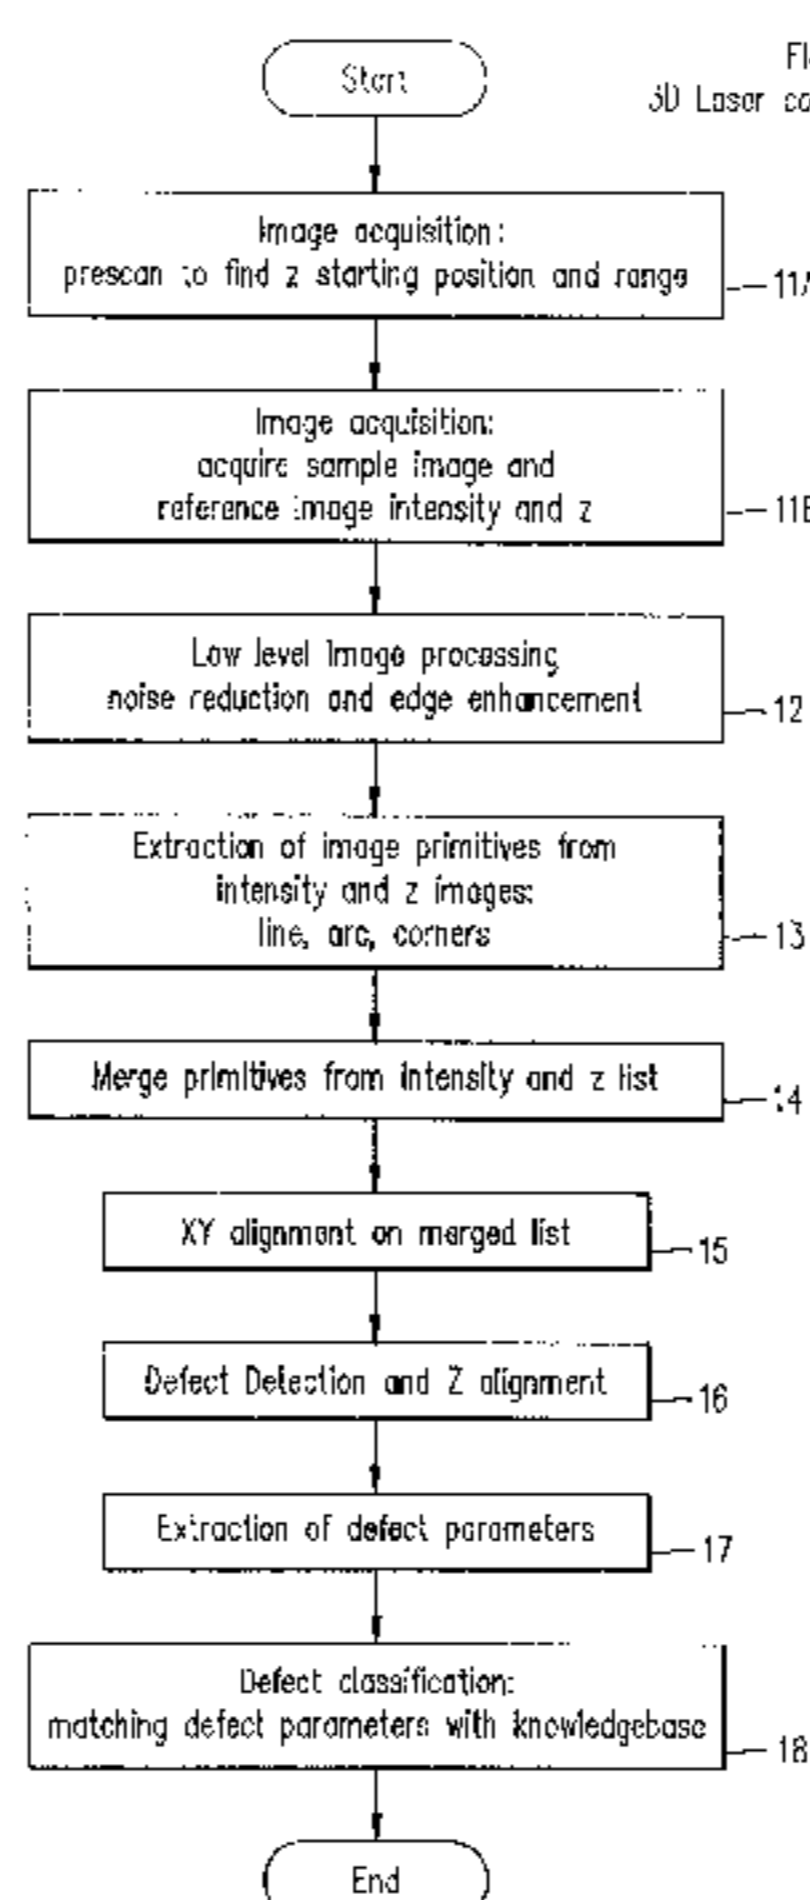 Start
3D Laser
Image acquisition:
prescan to find z starting position and range
Image acquisition:
acquire sample image and
reference image intensity and z
Low level image processing
noise reduction and edge enhancement
12
Extraction of image primitives from
intensity and z images:
line, arc, corners
13
Merge primitives from intensity and z list
14
XY alignment on merged list
15
Defect Detection and Z alignment
16
Extraction of defect parameters
17
Defect classification:
matching defect parameters with knowledgebase
18
End